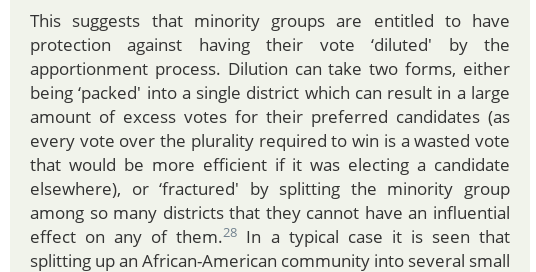 This suggests that minority groups are entitled to have
protection against having their vote ‘diluted' by the
apportionment process. Dilution can take two forms, either
being ‘packed' into a single district which can result in a large
amount of excess votes for their preferred candidates (as
every vote over the plurality required to win is a wasted vote
that would be more efficient if it was electing a candidate
elsewhere), or ‘fractured' by splitting the minority group
among so many districts that they cannot have an influential
effect on any of them.28 In a typical case it is seen that
splitting up an African-American community into several small